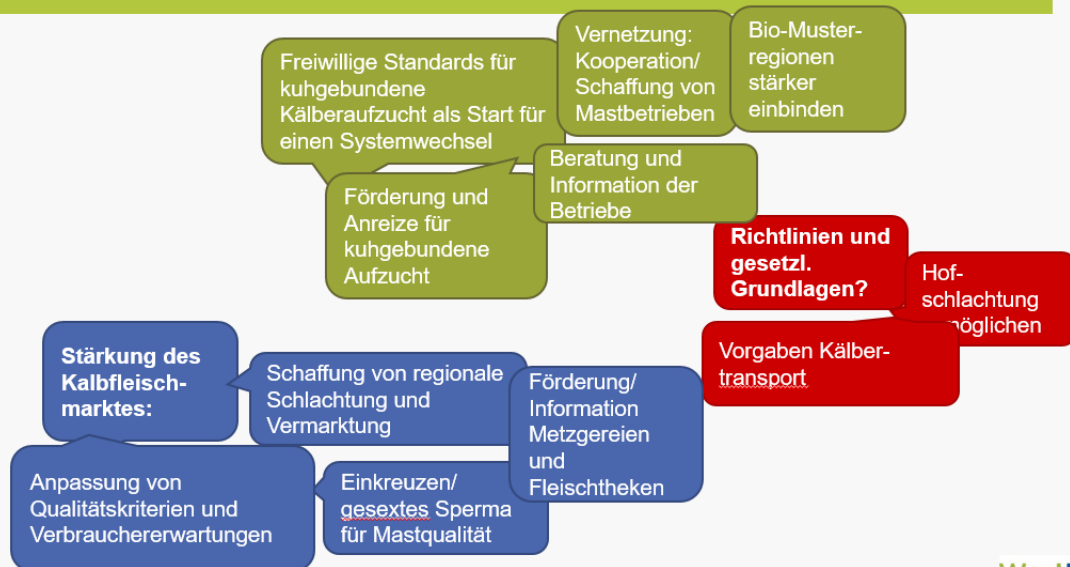 Freiwillige Standards für
kuhgebundene
Kälberaufzucht als Start für
einen Systemwechsel
Vernetzung:
Kooperation/
Schaffung von
Mastbetrieben
Bio-Muster-
regionen
stärker
einbinden
Förderung und
Anreize für
kuhgebundene
Aufzucht
Beratung und
Information der
Betriebe
Richtlinien und
gesetzl.
Grundlagen?
Hof-
schlachtung
möglichen
Vorgaben Kälber-
transport
Stärkung des
Kalbfleisch-
marktes:
Schaffung von regionale
Schlachtung und
Vermarktung
Förderung/
Information
Metzgereien
und
Fleischtheken
Anpassung von
Qualitätskriterien und
Verbrauchererwartungen
Einkreuzen/
gesextes Sperma
für Mastqualität